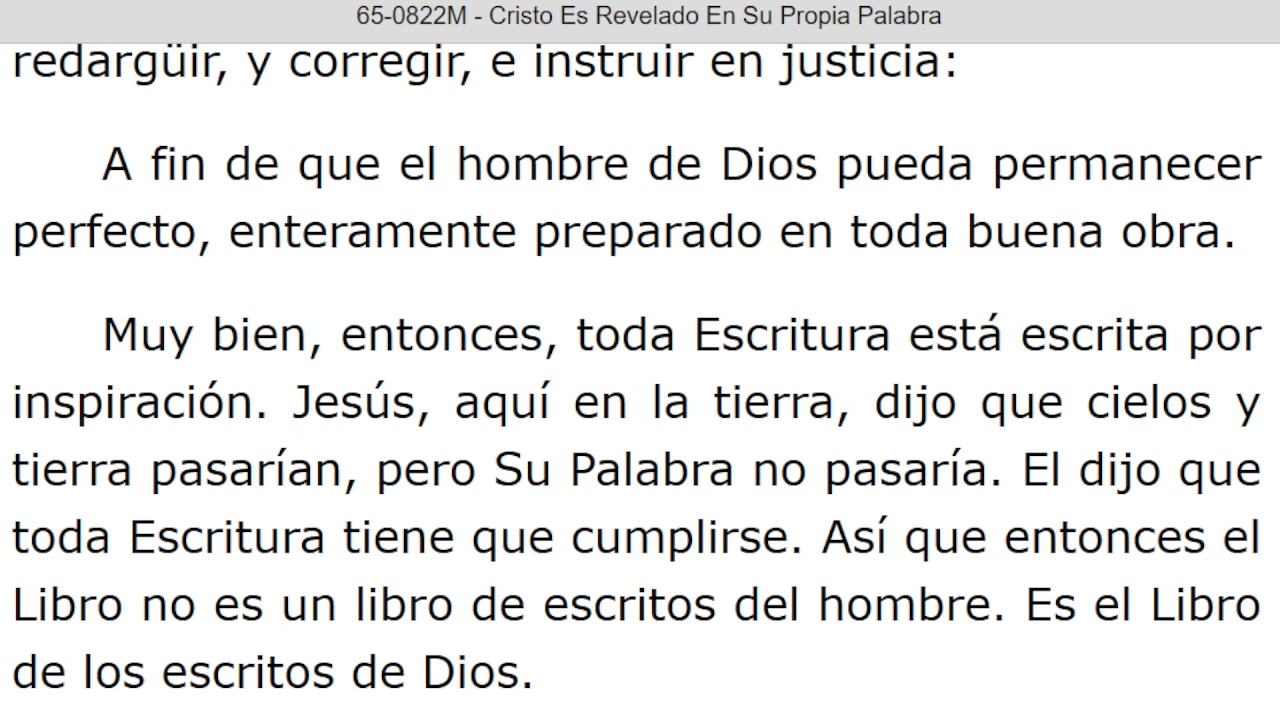 65-0822M - Cristo Es Revelado En Su Propia Palabra
redargüir, y corregir, e instruir en justicia:
A fin de que el hombre de Dios pueda permanecer
perfecto, enteramente preparado en toda buena obra.
Muy bien, entonces, toda Escritura está escrita por
inspiración. Jesús, aquí en la tierra, dijo que cielos y
tierra pasarían, pero Su Palabra no pasaría. El dijo que
toda Escritura tiene que cumplirse. Así que entonces el
Libro no es un libro de escritos del hombre. Es el Libro
de los escritos de Dios.